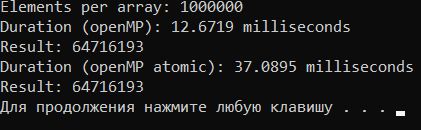 Elements per array: 1000000
Duration (openMP): 12.6719 milliseconds
Result: 64716193
Duration (openMP atomic): 37.0895 milliseconds
Result: 64716193
Для продолжения нажмите любую клавишу . . .